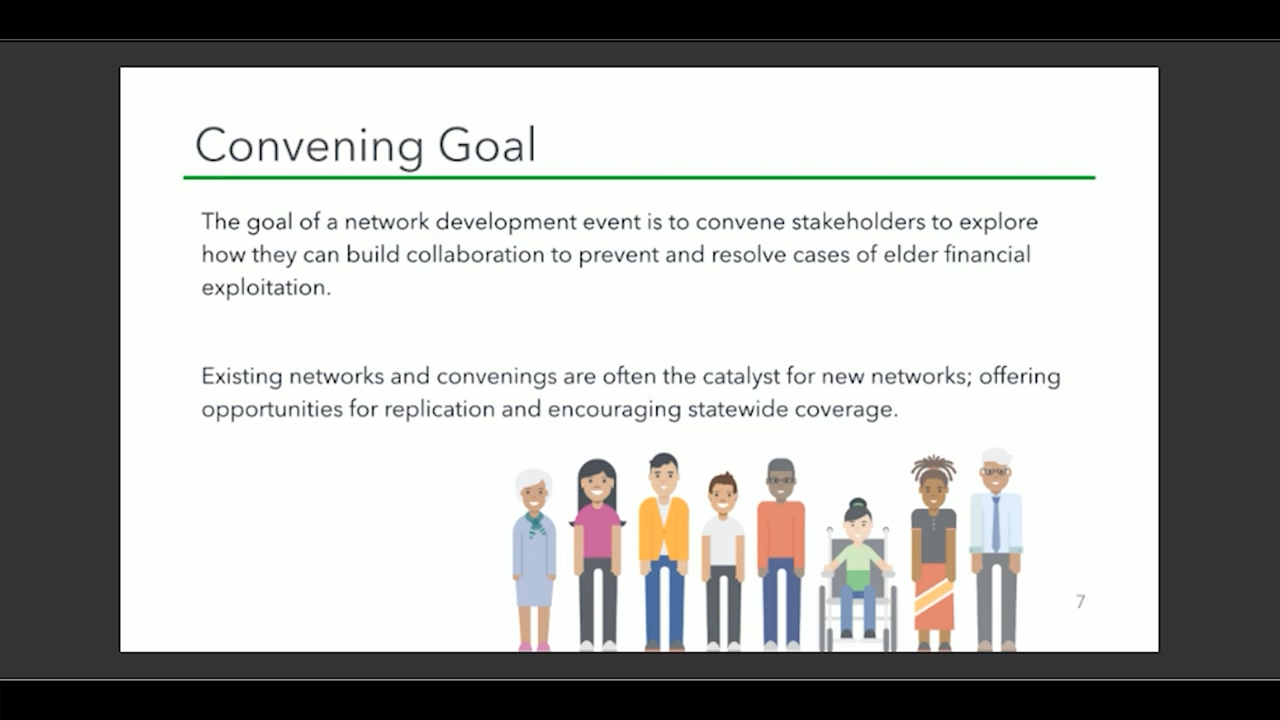 Convening Goal
The goal of a network development event is to convene stakeholders to explore
how they can build collaboration to prevent and resolve cases of elder financial
exploitation.
Existing networks and convenings are often the catalyst for new networks; offering
opportunities for replication and encouraging statewide coverage.
7